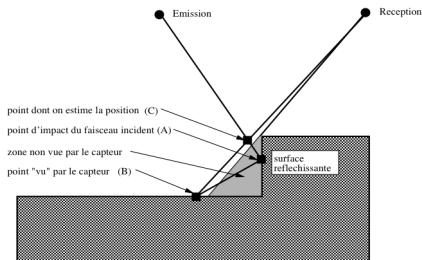 Emission
Reception
point dont on estime la position (C)
point d'impact du faisceau incident (A)
zone non vue par le capteur
point "vu" par le capteur (B)
surface
reflechissante